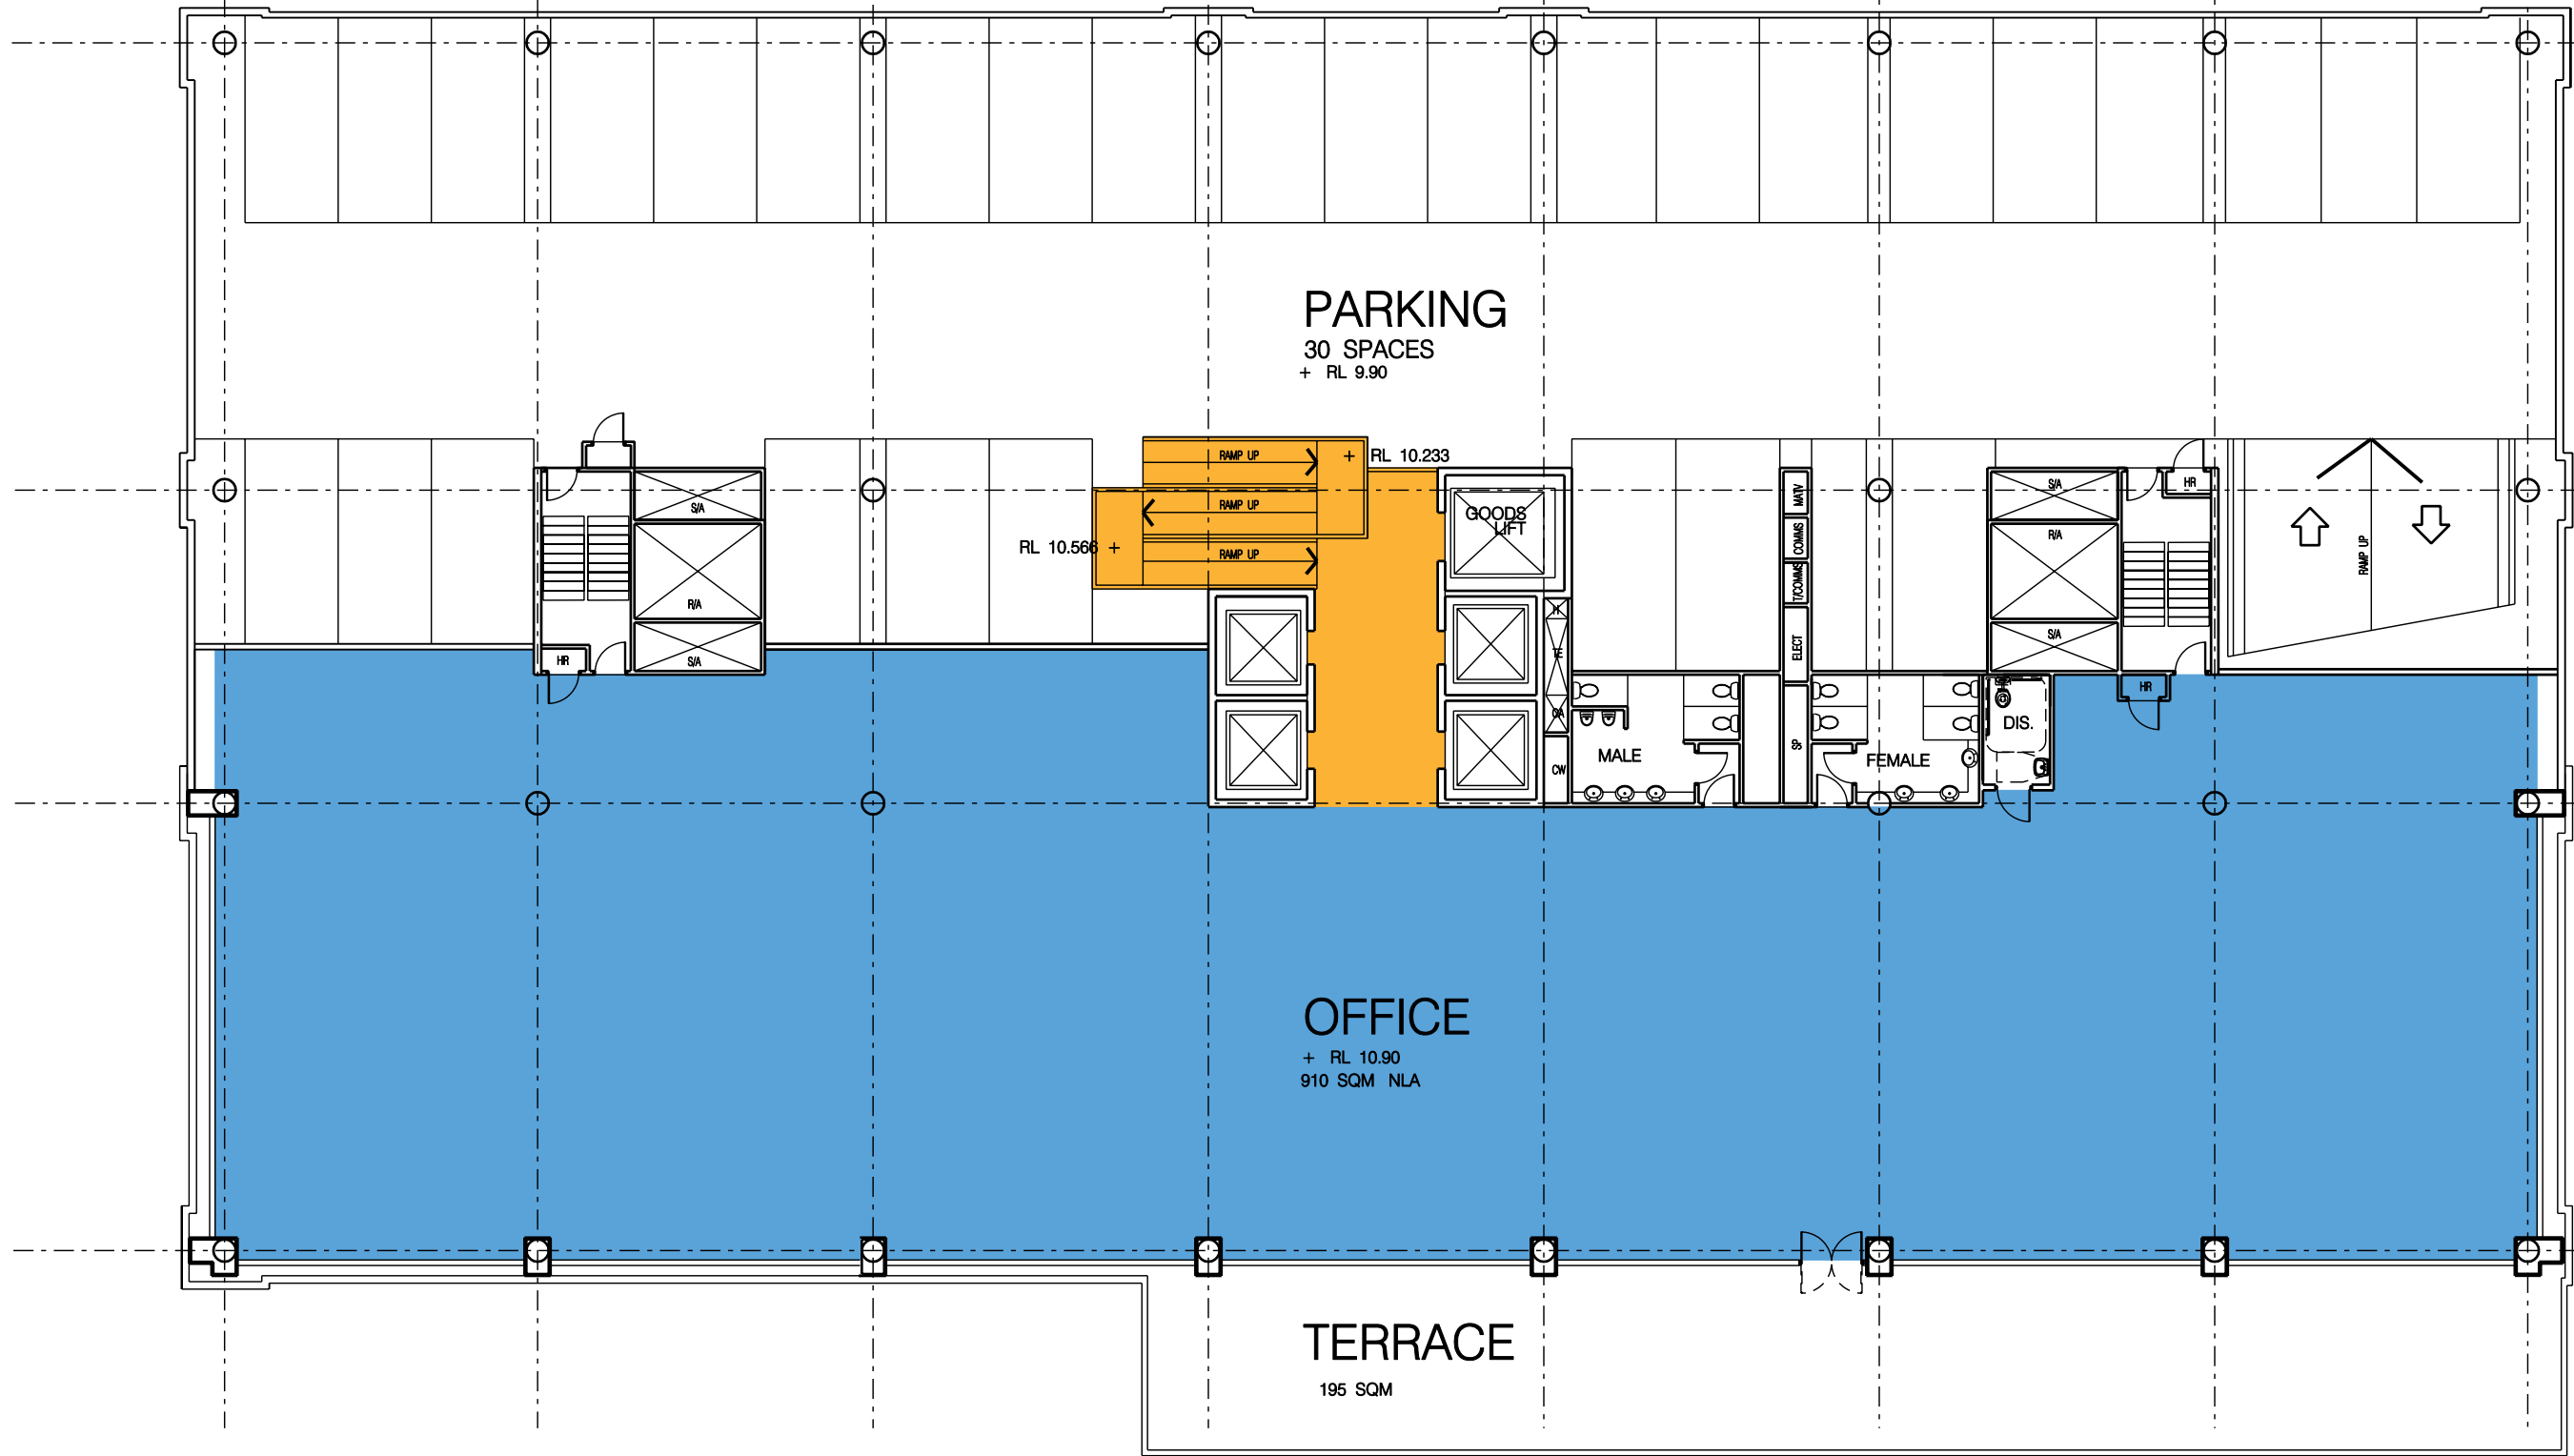 PARKING
30 SPACES
+ RL 9.90
RAMP UP
+ RL 10.233
RAMP UP
RL 10.566 +
RAMP UP
GOODS
LIFT
S/A
R/A
S/A
HR
MATV
COMMS
T/COMMS
ELECT
SP
S/A
R/A
S/A
HR
HR
RAMP UP
TE
CW
MALE
FEMALE
DIS.
OFFICE
+ RL 10.90
910 SQM NLA
TERRACE
195 SQM